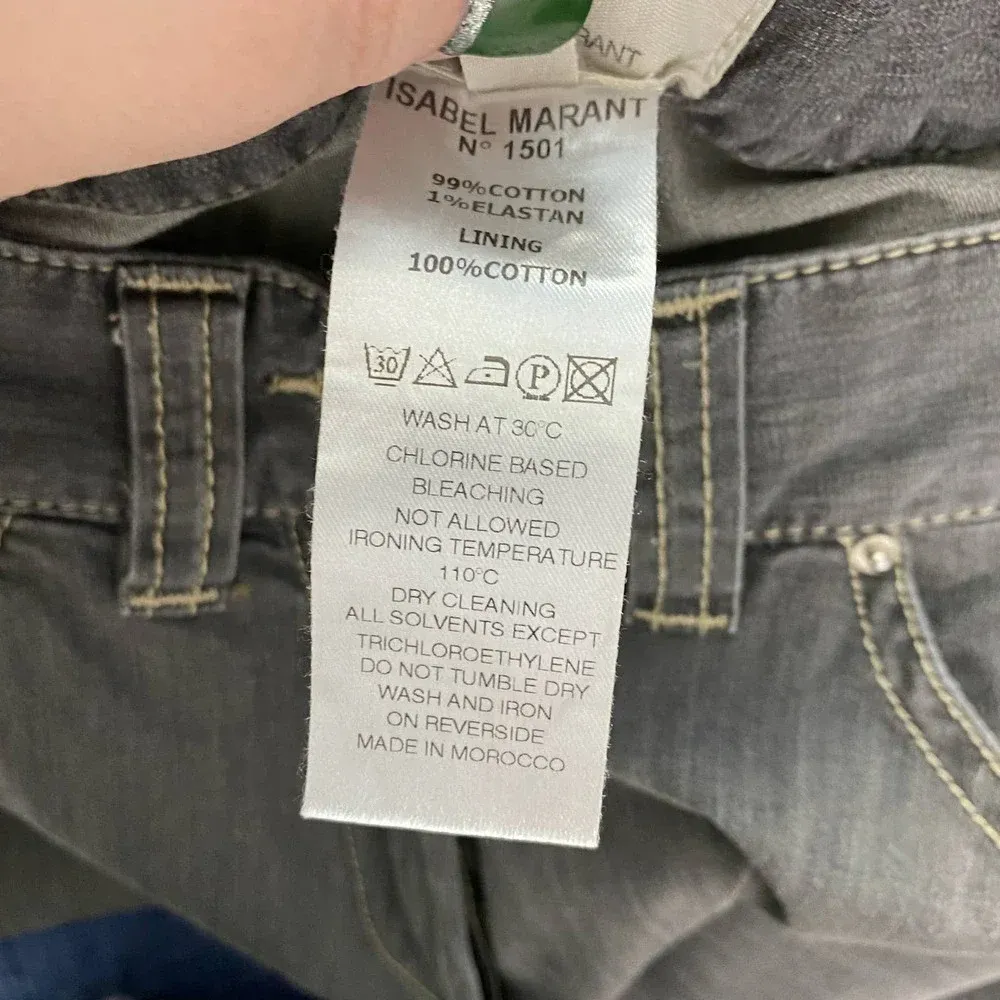 RANT
ISABEL MARANT
N° 1501
99%COTTON
1%ELASTAN
LINING
100%COTTON
30 P
WASH AT 30°C
CHLORINE BASED
BLEACHING
NOT ALLOWED
IRONING TEMPERATURE
110°C
DRY CLEANING
ALL SOLVENTS EXCEPT
TRICHLOROETHYLENE
DO NOT TUMBLE DRY
WASH AND IRON
ON REVERSIDE
MADE IN MOROCCO